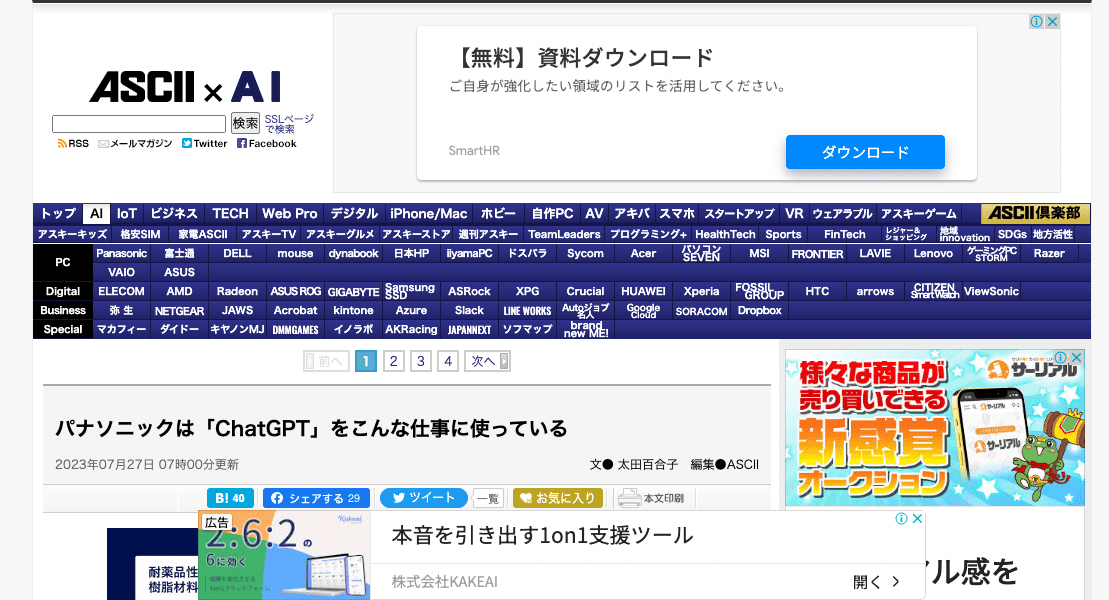 【無料】資料ダウンロード
ご自身が強化したい領域のリストを活用してください。
SmartHR
ダウンロード
ASCII × AI
検索
SSLページで検索
RSS メールマガジン Twitter Facebook
トップ AI IoT ビジネス TECH Web Pro デジタル iPhone/Mac ホビー 自作PC AV アキバ スマホ スタートアップ VR ウェアラブル アスキーゲーム ASCII倶楽部
アスキーキッズ 格安SIM 家電ASCII アスキーTV アスキーグルメ アスキーストア 週刊アスキー TeamLeaders プログラミング+ HealthTech Sports FinTech レジャー&ショッピング 地域innovation SDGs 地方活性
PC Panasonic 富士通 DELL mouse dynabook 日本HP iiyamaPC ドスパラ Sycom Acer パソコンSEVEN MSI FRONTIER LAVIE Lenovo ゲーミングPC STORM Razer
VAIO ASUS
Digital ELECOM AMD Radeon ASUS ROG GIGABYTE Samsung SSD ASRock XPG Crucial HUAWEI Xperia FOSSIL GROUP HTC arrows CITIZEN Smart Watch ViewSonic
Business 弥生 NETGEAR JAWS Acrobat kintone Azure Slack LINE WORKS Autoジョブ名人 Google Cloud SORACOM Dropbox
Special マカフィー ダイドー キヤノンMJ DMMGAMES イノラボ AKRacing JAPANNEXT ソフマップ brand new ME!
前へ 1 2 3 4 次へ
パナソニックは「ChatGPT」をこんな仕事に使っている
2023年07月27日 07時00分更新
文● 太田百合子 編集●ASCII
B! 40 シェアする 29 ツイート 一覧 お気に入り 本文印刷
様々な商品が
売り買いできる
新感覚
オークション
サーリアル
サーリアル
耐薬品性
樹脂材料
広告
2:6:2の
6に効く
Kakeai
本音を引き出す1on1支援ツール
株式会社KAKEAI
開く
ル感を